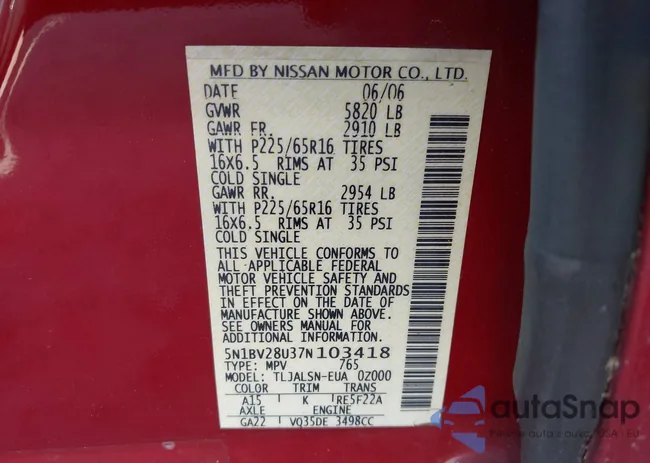 MFD BY NISSAN MOTOR CO., LTD.
DATE 06/06
GVWR 5820 LB
GAWR FR. 2910 LB
WITH P225/65R16 TIRES
16X6.5 RIMS AT 35 PSI
COLD SINGLE
GAWR RR. 2954 LB
WITH P225/65R16 TIRES
16X6.5 RIMS AT 35 PSI
COLD SINGLE
THIS VEHICLE CONFORMS TO
ALL APPLICABLE FEDERAL
MOTOR VEHICLE SAFETY AND
THEFT PREVENTION STANDARDS
IN EFFECT ON THE DATE OF
MANUFACTURE SHOWN ABOVE.
SEE OWNERS MANUAL FOR
ADDITIONAL INFORMATION
5N1BV28U37N103418
TYPE: MPV 765
MODEL: TLJALSN-EUA 0Z000
COLOR TRIM TRANS
A15 K RE5F22A
AXLE ENGINE
GA22 VQ35DE 3498CC
autoSnap